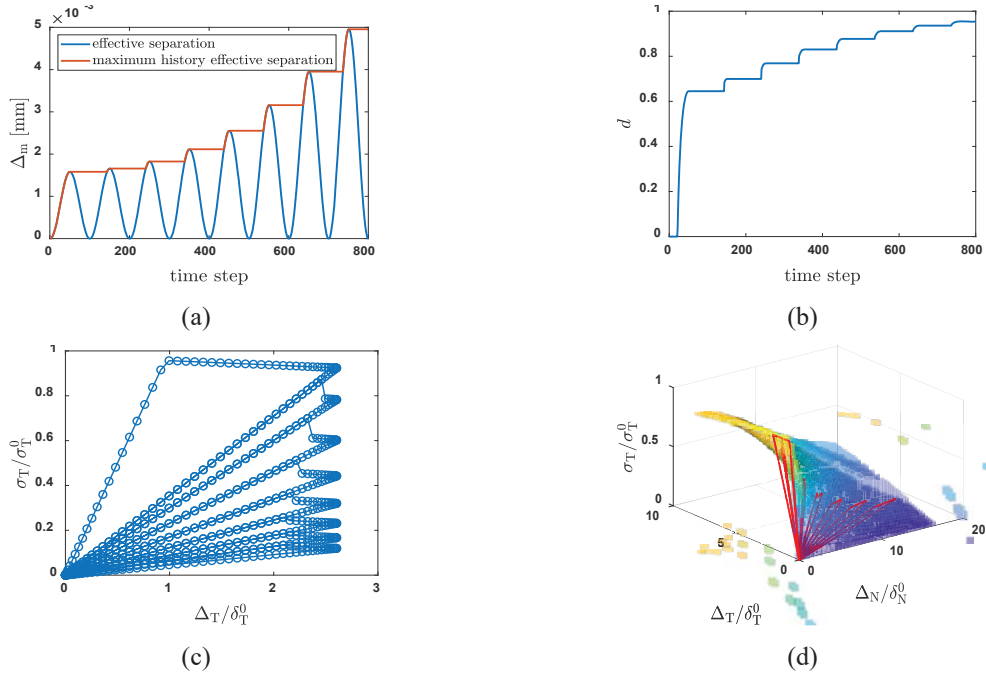 × 10⁻³
5
4
3
2
1
0
Δm [mm]
effective separation
maximum history effective separation
0
200
400
600
800
time step
(a)
1
0.8
0.6
0.4
0.2
0
d
0
200
400
600
800
time step
(b)
1
0.8
0.6
0.4
0.2
0
σT/σT⁰
0
1
2
3
ΔT/δT⁰
(c)
1
0.5
0
σT/σT⁰
10
5
0
ΔT/δT⁰
0
10
20
ΔN/δN⁰
(d)